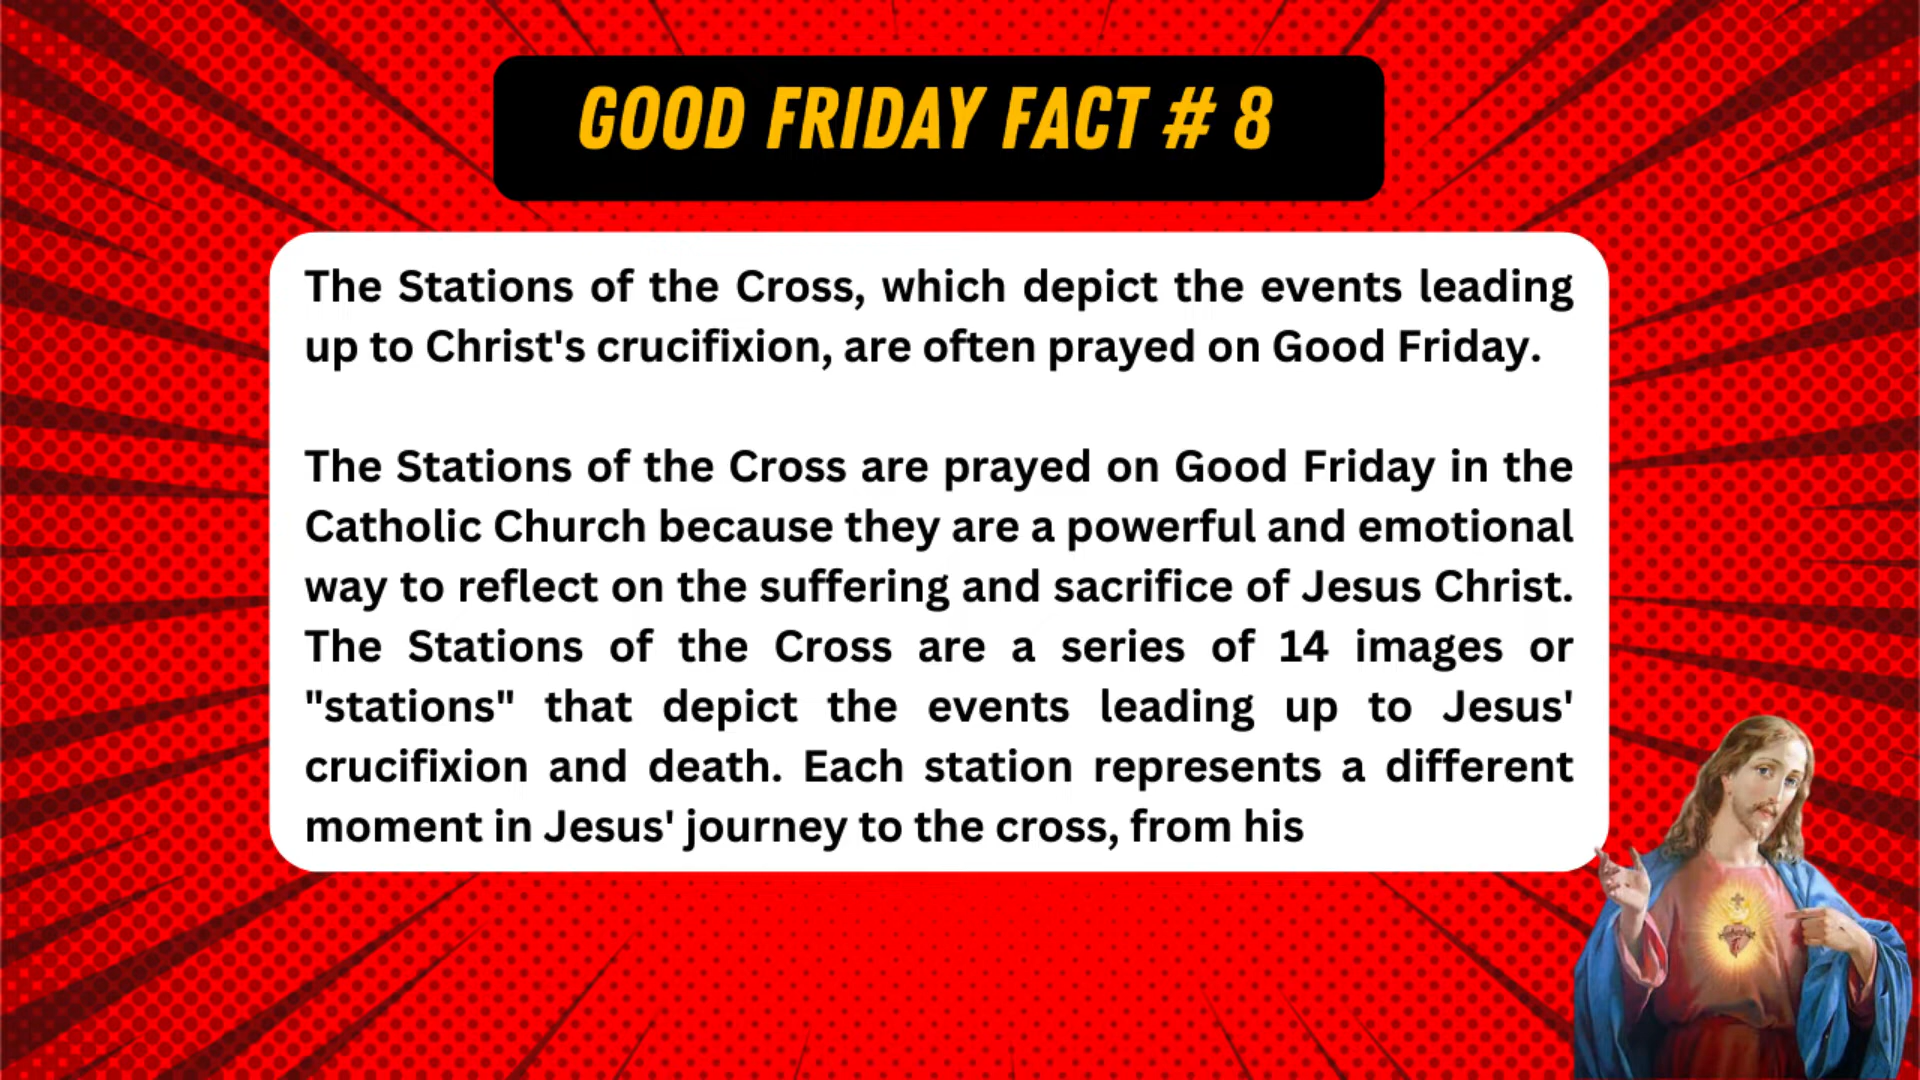 GOOD FRIDAY FACT # 8
The Stations of the Cross, which depict the events leading
up to Christ's crucifixion, are often prayed on Good Friday.
The Stations of the Cross are prayed on Good Friday in the
Catholic Church because they are a powerful and emotional
way to reflect on the suffering and sacrifice of Jesus Christ.
The Stations of the Cross are a series of 14 images or
"stations" that depict the events leading up to Jesus'
crucifixion and death. Each station represents a different
moment in Jesus' journey to the cross, from his